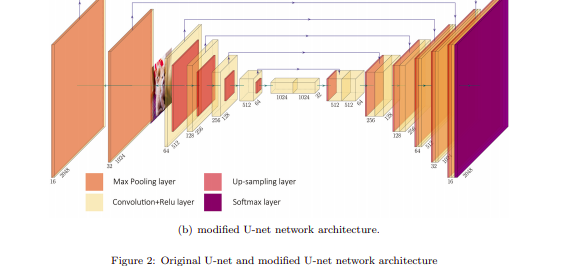 512 64 1024 1024 32 512 512 64
256 128 256 128
128 256 128 256
64 512 64 512
32 1024 32
16 2048 16 2048
Max Pooling layer Up-sampling layer
Convolution+Relu layer Softmax layer
(b) modified U-net network architecture.
Figure 2: Original U-net and modified U-net network architecture